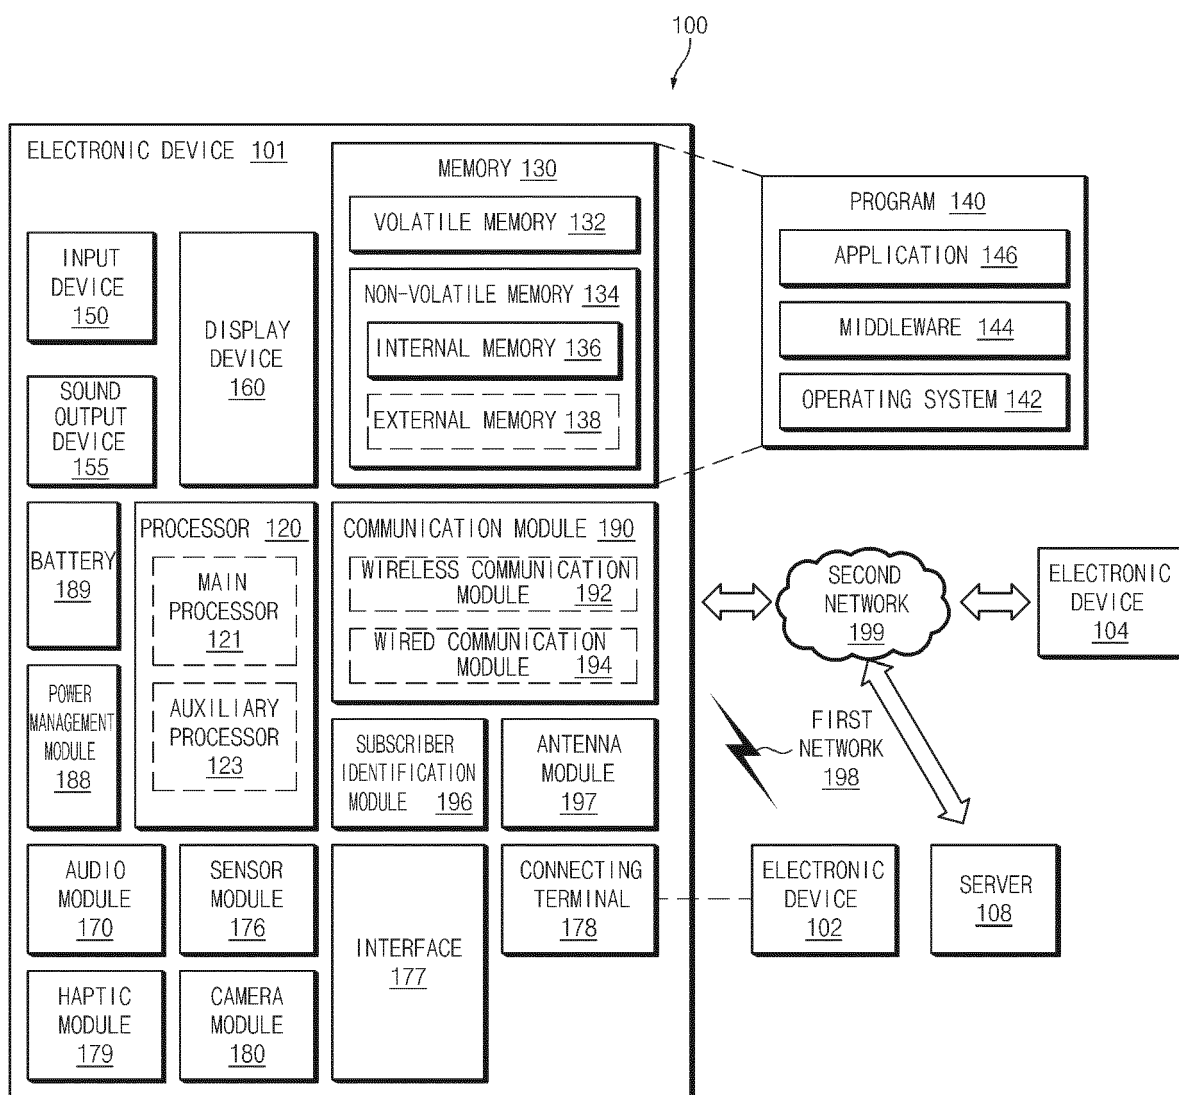 100
ELECTRONIC DEVICE 101
MEMORY 130
VOLATILE MEMORY 132
NON-VOLATILE MEMORY 134
INTERNAL MEMORY 136
EXTERNAL MEMORY 138
PROGRAM 140
APPLICATION 146
MIDDLEWARE 144
OPERATING SYSTEM 142
INPUT
DEVICE
150
DISPLAY
DEVICE
160
SOUND
OUTPUT
DEVICE
155
BATTERY
189
PROCESSOR 120
MAIN
PROCESSOR
121
AUXILIARY
PROCESSOR
123
COMMUNICATION MODULE 190
WIRELESS COMMUNICATION
MODULE 192
WIRED COMMUNICATION
MODULE 194
SECOND
NETWORK
199
ELECTRONIC
DEVICE
104
POWER
MANAGEMENT
MODULE
188
SUBSCRIBER
IDENTIFICATION
MODULE 196
ANTENNA
MODULE
197
FIRST
NETWORK
198
AUDIO
MODULE
170
SENSOR
MODULE
176
INTERFACE
177
CONNECTING
TERMINAL
178
ELECTRONIC
DEVICE
102
SERVER
108
HAPTIC
MODULE
179
CAMERA
MODULE
180